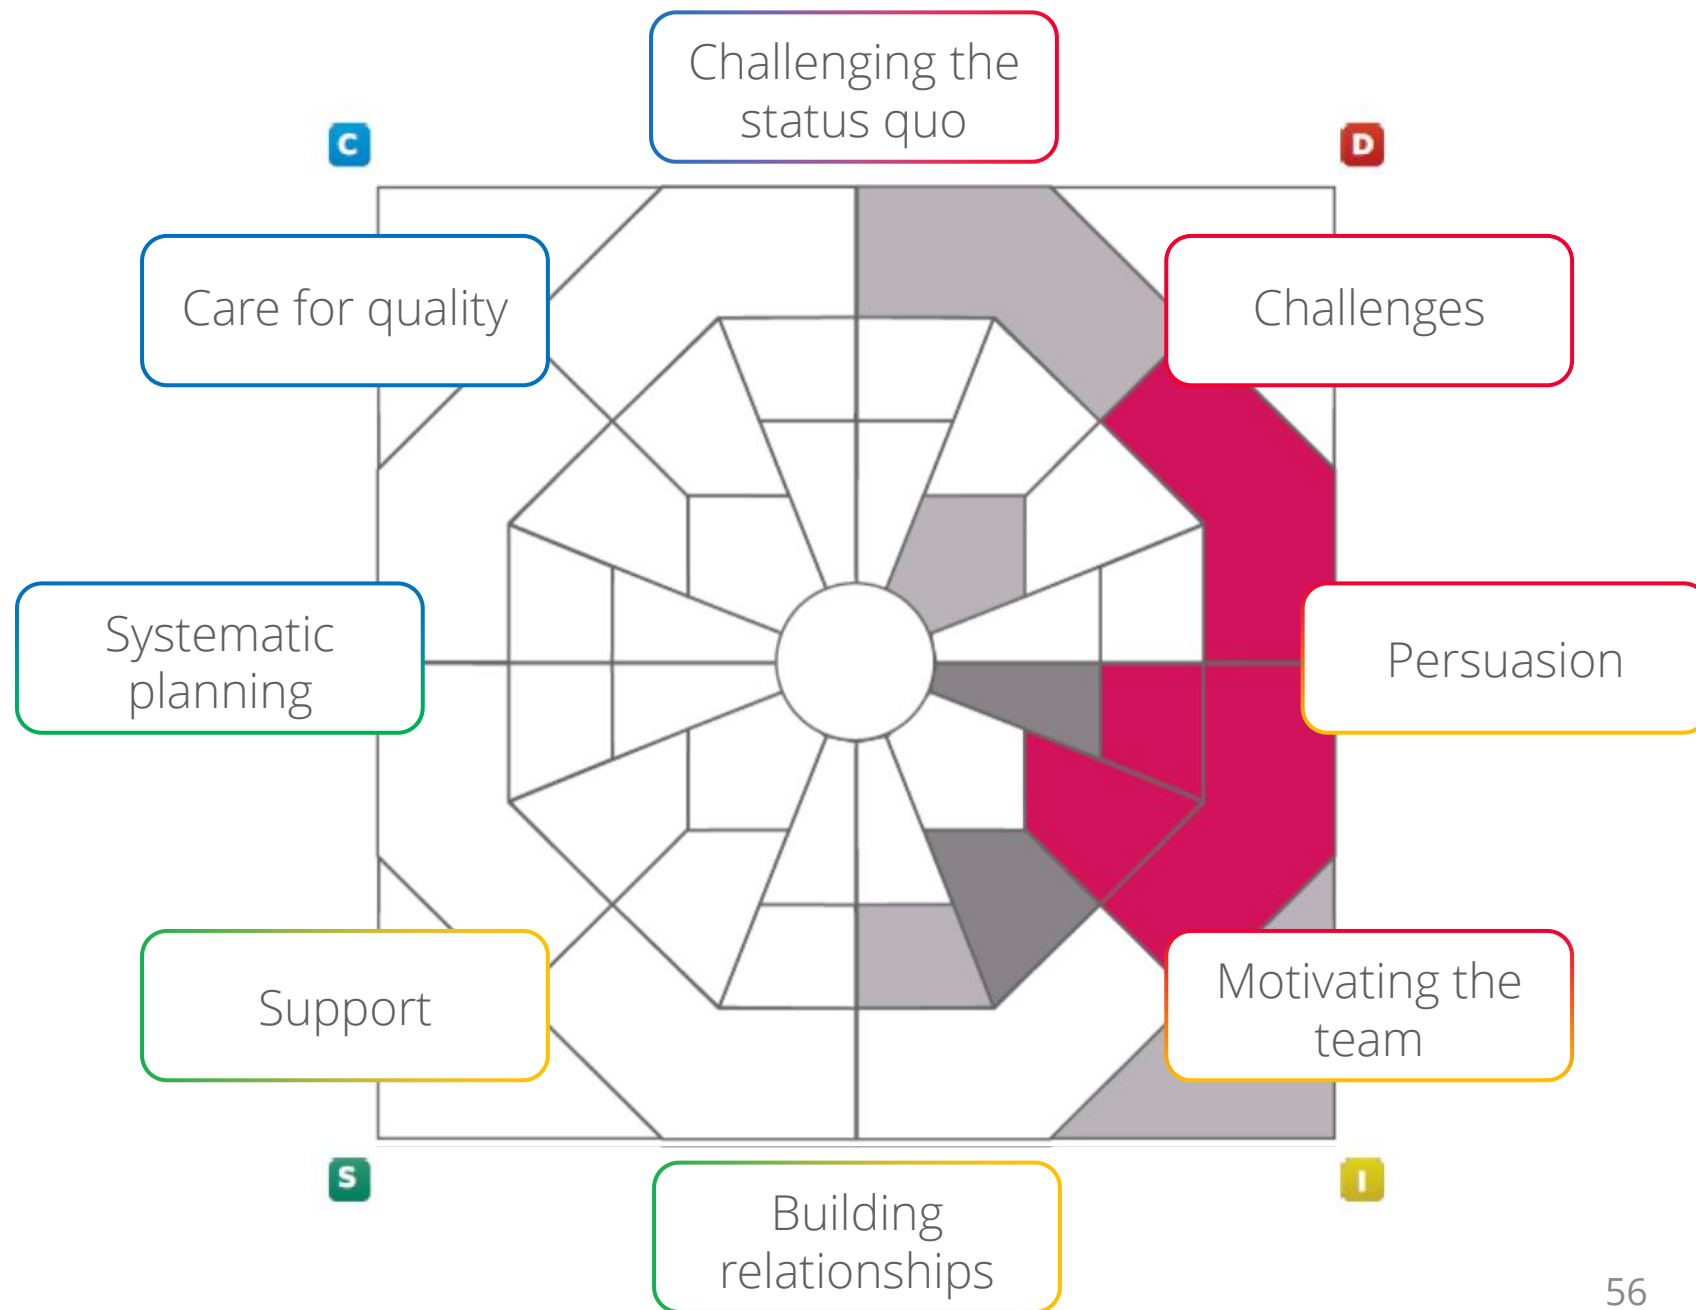 Challenging the
status quo
C
D
Care for quality
Challenges
Systematic
planning
Persuasion
Support
Motivating the
team
S
I
Building
relationships
56